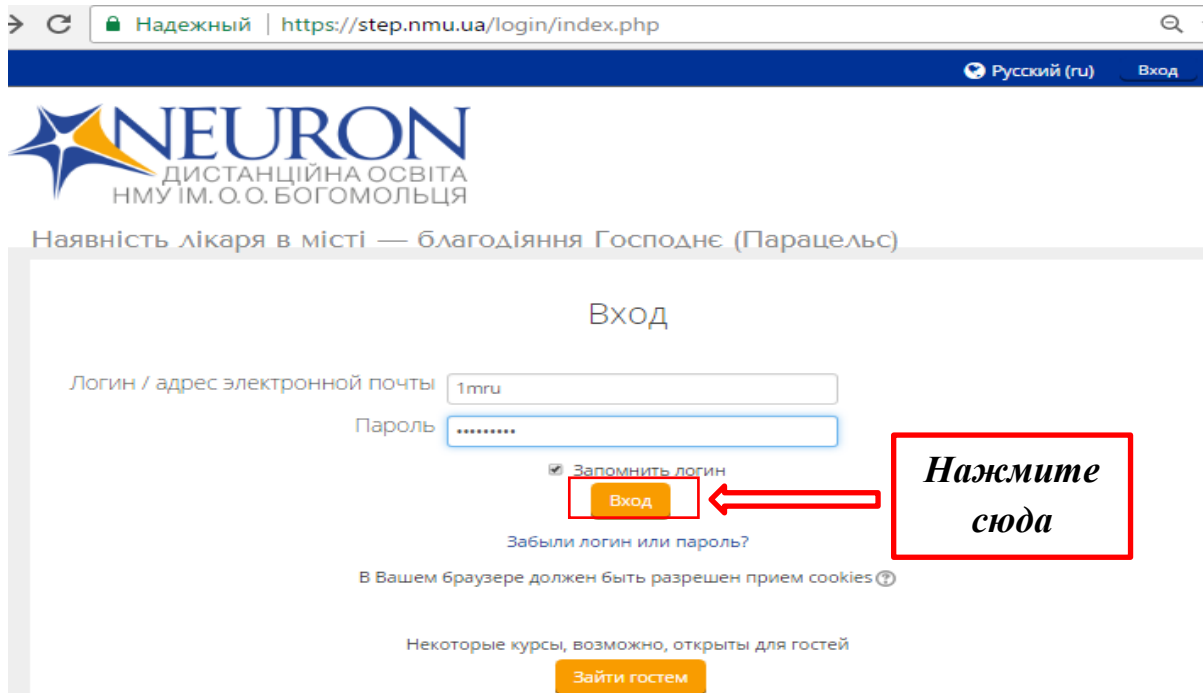 Надежный | https://step.nmu.ua/login/index.php
Русский (ru) Вход
NEURON
ДИСТАНЦІЙНА ОСВІТА
НМУ ІМ. О.О. БОГОМОЛЬЦЯ
Наявність лікаря в місті — благодіяння Господнє (Парацельс)
Вход
Логин / адрес электронной почты 1mru
Пароль •••••••••
Запомнить логин
Вход
Нажмите
сюда
Забыли логин или пароль?
В Вашем браузере должен быть разрешен прием cookies
Некоторые курсы, возможно, открыты для гостей
Зайти гостем